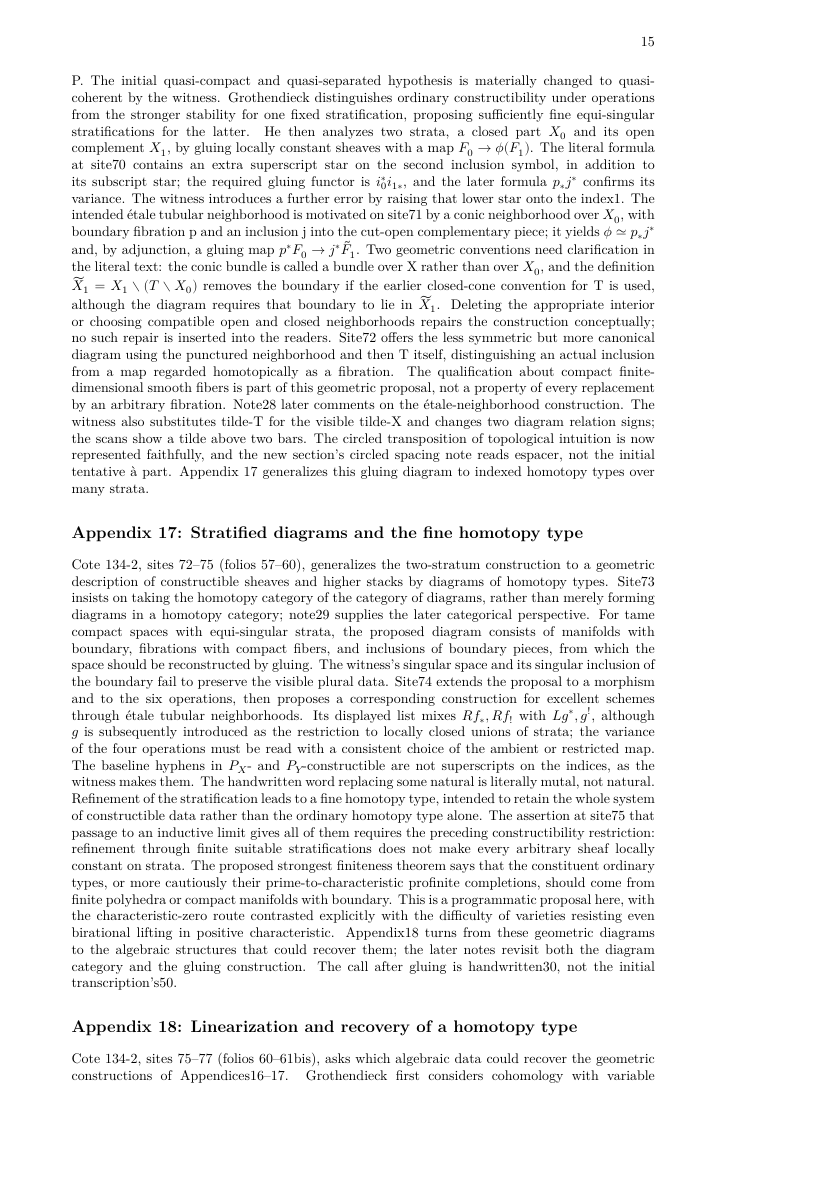 15
P. The initial quasi-compact and quasi-separated hypothesis is materially changed to quasi-
coherent by the witness. Grothendieck distinguishes ordinary constructibility under operations
from the stronger stability for one fixed stratification, proposing sufficiently fine equi-singular
stratifications for the latter. He then analyzes two strata, a closed part X₀ and its open
complement X₁, by gluing locally constant sheaves with a map F₀ → ϕ(F₁). The literal formula
at site70 contains an extra superscript star on the second inclusion symbol, in addition to
its subscript star; the required gluing functor is i₀*i₁⁎, and the later formula p⁎j* confirms its
variance. The witness introduces a further error by raising that lower star onto the index1. The
intended étale tubular neighborhood is motivated on site71 by a conic neighborhood over X₀, with
boundary fibration p and an inclusion j into the cut-open complementary piece; it yields ϕ ≃ p⁎j*
and, by adjunction, a gluing map p*F₀ → j*F̃₁. Two geometric conventions need clarification in
the literal text: the conic bundle is called a bundle over X rather than over X₀, and the definition
X̃₁ = X₁ \ (T \ X₀) removes the boundary if the earlier closed-cone convention for T is used,
although the diagram requires that boundary to lie in X̃₁. Deleting the appropriate interior
or choosing compatible open and closed neighborhoods repairs the construction conceptually;
no such repair is inserted into the readers. Site72 offers the less symmetric but more canonical
diagram using the punctured neighborhood and then T itself, distinguishing an actual inclusion
from a map regarded homotopically as a fibration. The qualification about compact finite-
dimensional smooth fibers is part of this geometric proposal, not a property of every replacement
by an arbitrary fibration. Note28 later comments on the étale-neighborhood construction. The
witness also substitutes tilde-T for the visible tilde-X and changes two diagram relation signs;
the scans show a tilde above two bars. The circled transposition of topological intuition is now
represented faithfully, and the new section's circled spacing note reads espacer, not the initial
tentative à part. Appendix 17 generalizes this gluing diagram to indexed homotopy types over
many strata.
Appendix 17: Stratified diagrams and the fine homotopy type
Cote 134-2, sites 72–75 (folios 57–60), generalizes the two-stratum construction to a geometric
description of constructible sheaves and higher stacks by diagrams of homotopy types. Site73
insists on taking the homotopy category of the category of diagrams, rather than merely forming
diagrams in a homotopy category; note29 supplies the later categorical perspective. For tame
compact spaces with equi-singular strata, the proposed diagram consists of manifolds with
boundary, fibrations with compact fibers, and inclusions of boundary pieces, from which the
space should be reconstructed by gluing. The witness's singular space and its singular inclusion of
the boundary fail to preserve the visible plural data. Site74 extends the proposal to a morphism
and to the six operations, then proposes a corresponding construction for excellent schemes
through étale tubular neighborhoods. Its displayed list mixes Rf⁎, Rf! with Lg*, g!, although
g is subsequently introduced as the restriction to locally closed unions of strata; the variance
of the four operations must be read with a consistent choice of the ambient or restricted map.
The baseline hyphens in P_X- and P_Y-constructible are not superscripts on the indices, as the
witness makes them. The handwritten word replacing some natural is literally mutal, not natural.
Refinement of the stratification leads to a fine homotopy type, intended to retain the whole system
of constructible data rather than the ordinary homotopy type alone. The assertion at site75 that
passage to an inductive limit gives all of them requires the preceding constructibility restriction:
refinement through finite suitable stratifications does not make every arbitrary sheaf locally
constant on strata. The proposed strongest finiteness theorem says that the constituent ordinary
types, or more cautiously their prime-to-characteristic profinite completions, should come from
finite polyhedra or compact manifolds with boundary. This is a programmatic proposal here, with
the characteristic-zero route contrasted explicitly with the difficulty of varieties resisting even
birational lifting in positive characteristic. Appendix18 turns from these geometric diagrams
to the algebraic structures that could recover them; the later notes revisit both the diagram
category and the gluing construction. The call after gluing is handwritten30, not the initial
transcription's50.
Appendix 18: Linearization and recovery of a homotopy type
Cote 134-2, sites 75–77 (folios 60–61bis), asks which algebraic data could recover the geometric
constructions of Appendices16–17. Grothendieck first considers cohomology with variable